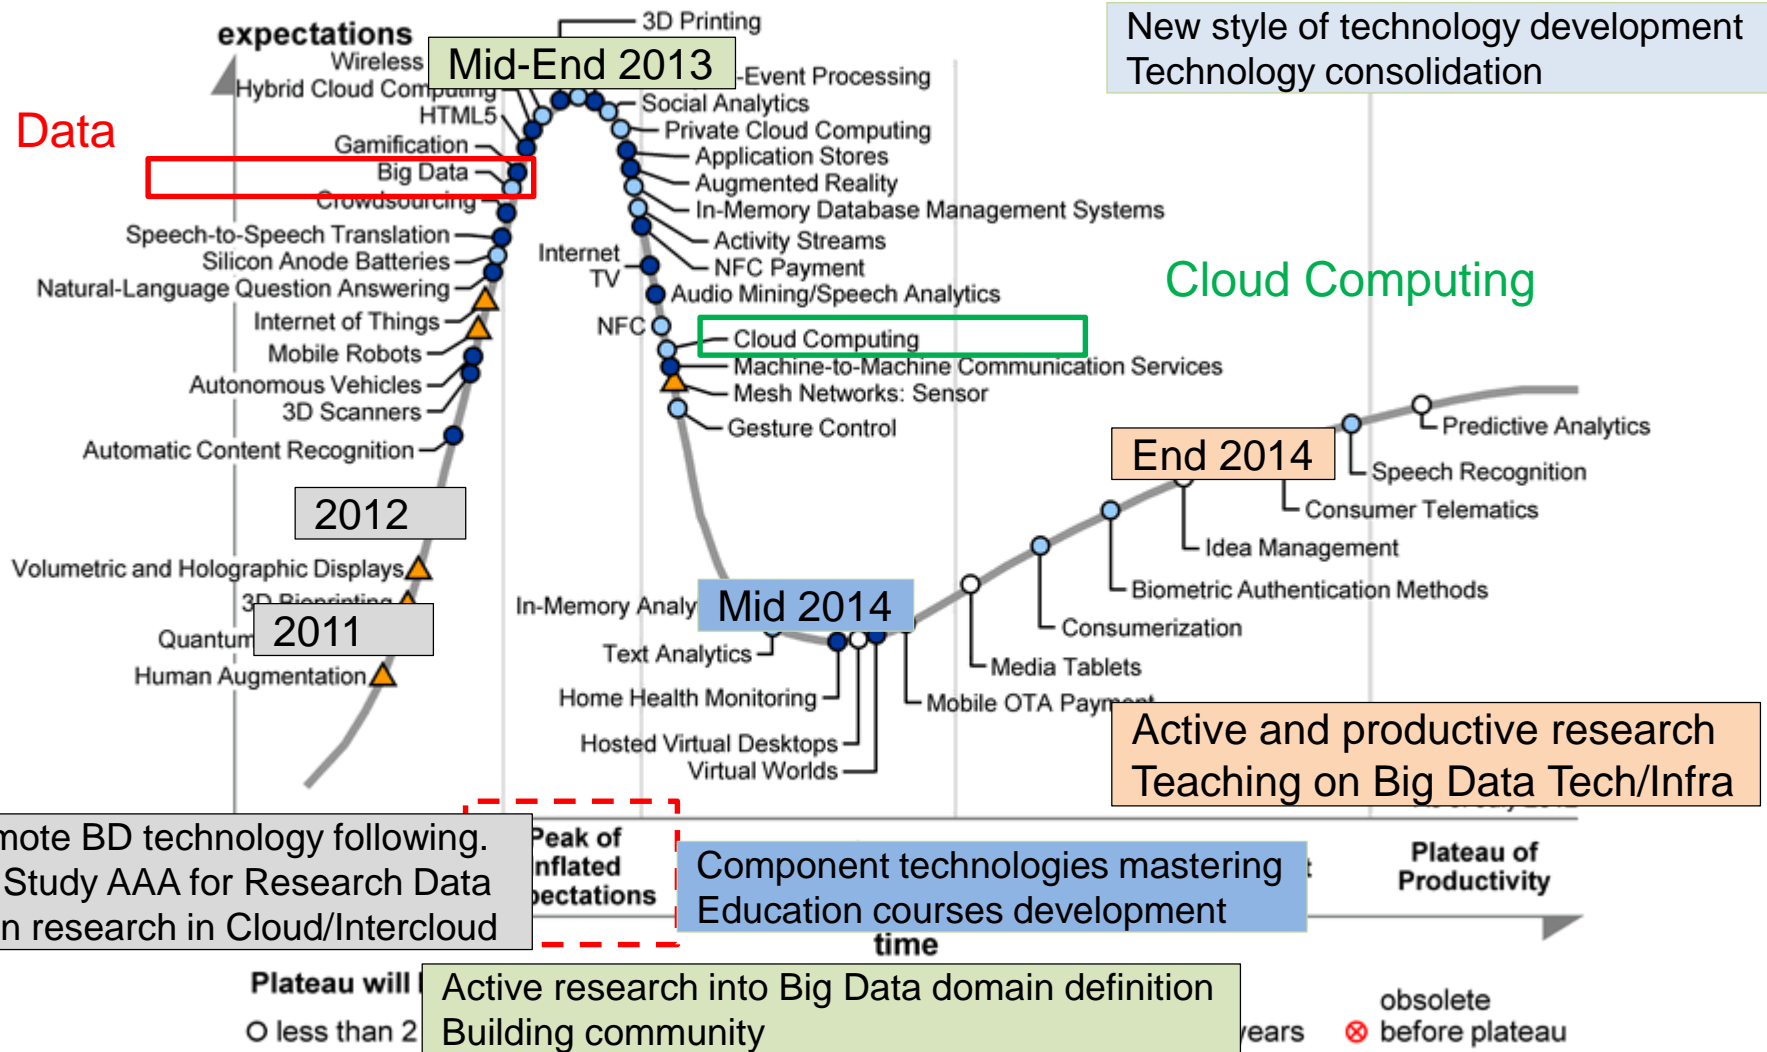 3D Printing
New style of technology development
Technology consolidation
expectations
Wireless
Mid-End 2013
-Event Processing
Hybrid Cloud Computing
Social Analytics
HTML5
Private Cloud Computing
Data
Gamification
Application Stores
Big Data
Augmented Reality
Crowdsourcing
In-Memory Database Management Systems
Speech-to-Speech Translation
Activity Streams
Silicon Anode Batteries
Internet
TV
NFC Payment
Natural-Language Question Answering
Audio Mining/Speech Analytics
Cloud Computing
Internet of Things
NFC
Cloud Computing
Mobile Robots
Machine-to-Machine Communication Services
Autonomous Vehicles
Mesh Networks: Sensor
3D Scanners
Gesture Control
Predictive Analytics
Automatic Content Recognition
End 2014
Speech Recognition
2012
Consumer Telematics
Idea Management
Volumetric and Holographic Displays
Biometric Authentication Methods
3D Bioprinting
In-Memory Analy
Mid 2014
2011
Quantum
Consumerization
Text Analytics
Media Tablets
Human Augmentation
Home Health Monitoring
Mobile OTA Payment
Hosted Virtual Desktops
Virtual Worlds
Active and productive research
Teaching on Big Data Tech/Infra
mote BD technology following.
Study AAA for Research Data
n research in Cloud/Intercloud
Peak of
Inflated
pectations
Component technologies mastering
Education courses development
t
Plateau of
Productivity
time
Plateau will
Active research into Big Data domain definition
Building community
less than 2
years
obsolete
before plateau